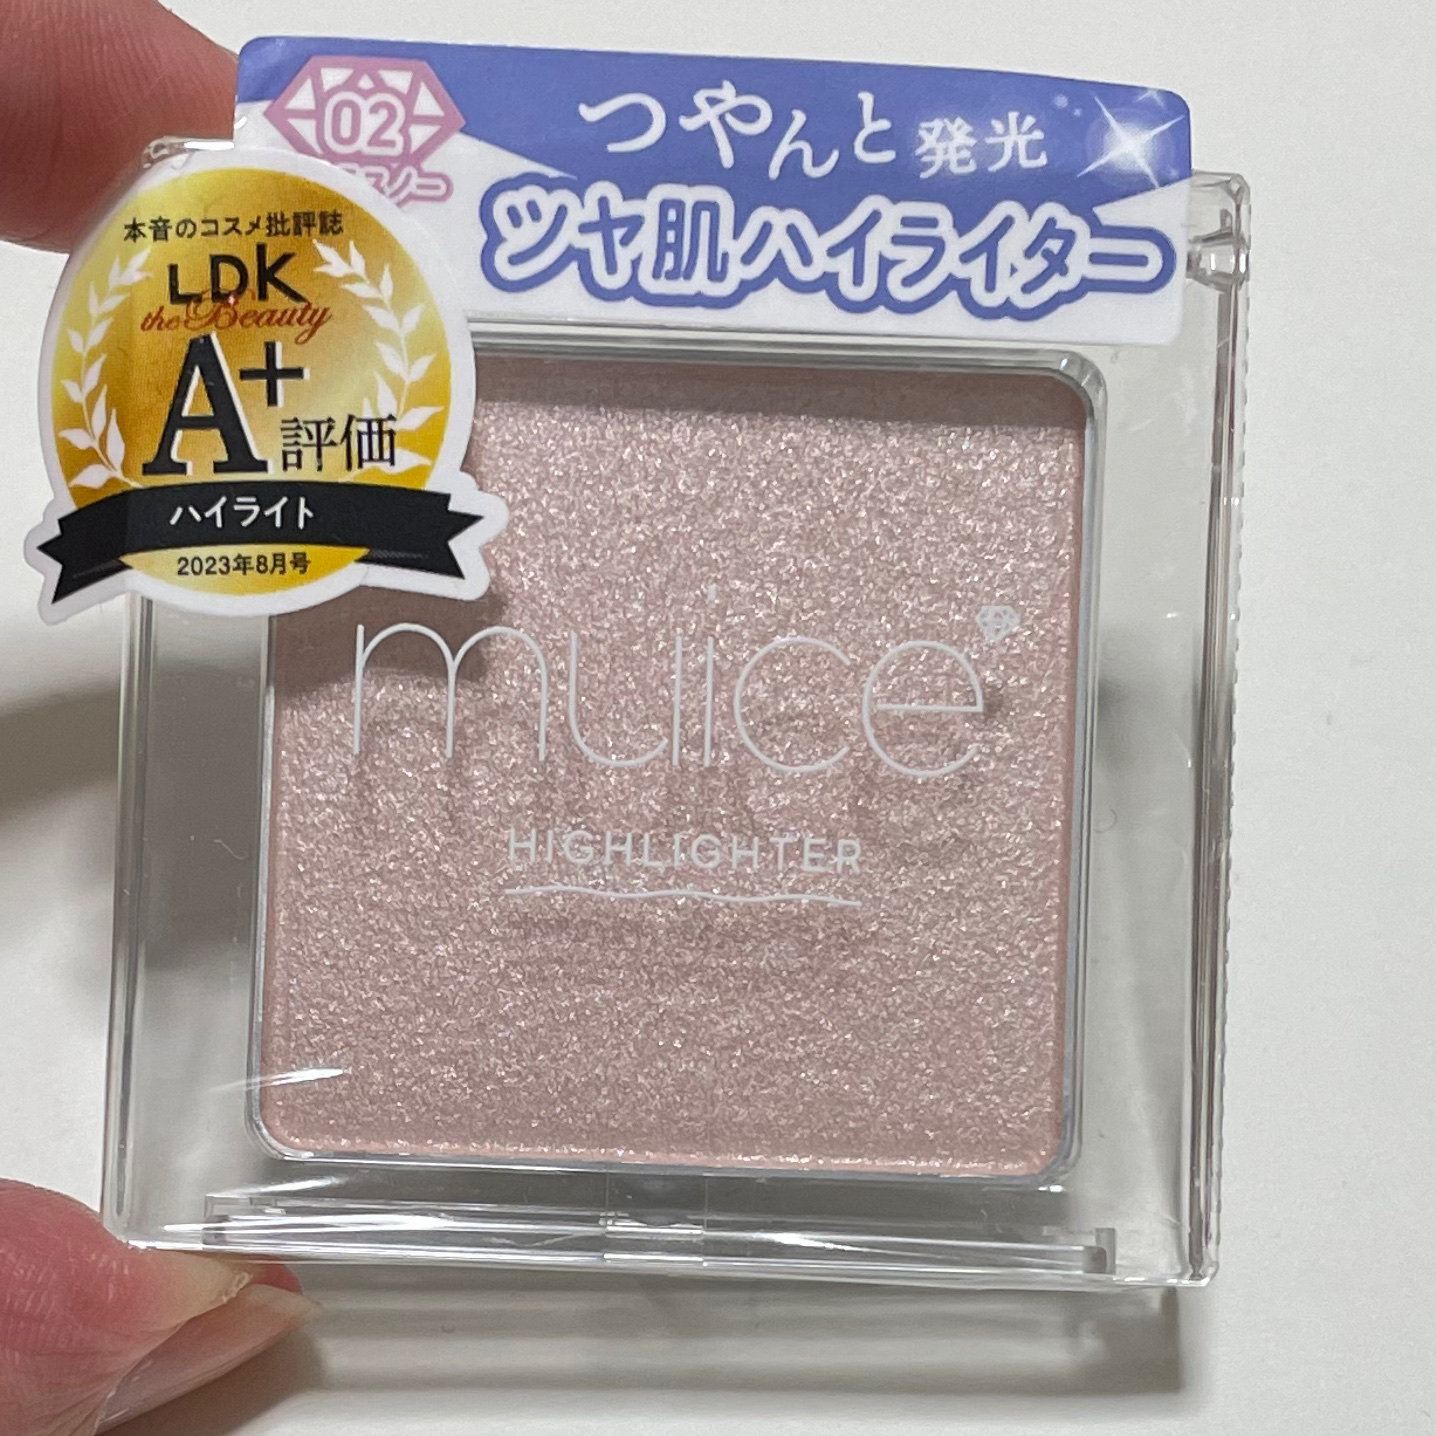 02
つやんと発光
ツヤ肌ハイライター
本音のコスメ批評誌
LDK
the Beauty
A+評価
ハイライト
2023年8月号
muice
HIGHLIGHTER